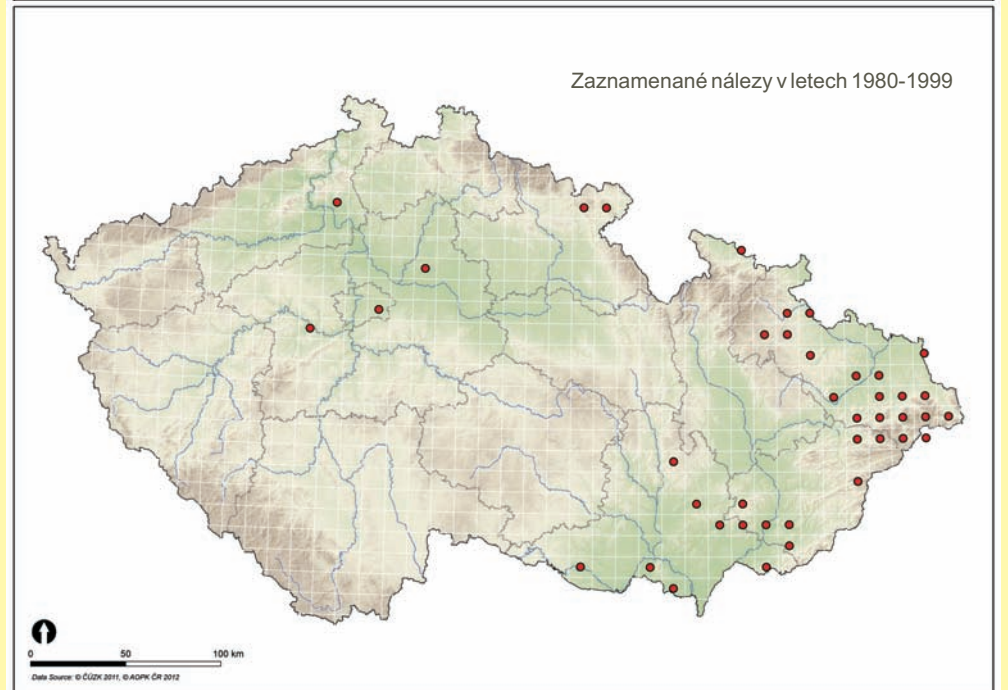 Zaznamenané nálezy v letech 1980-1999
0 50 100 km
Data Source: © ČÚZK 2011, © AOPK ČR 2012